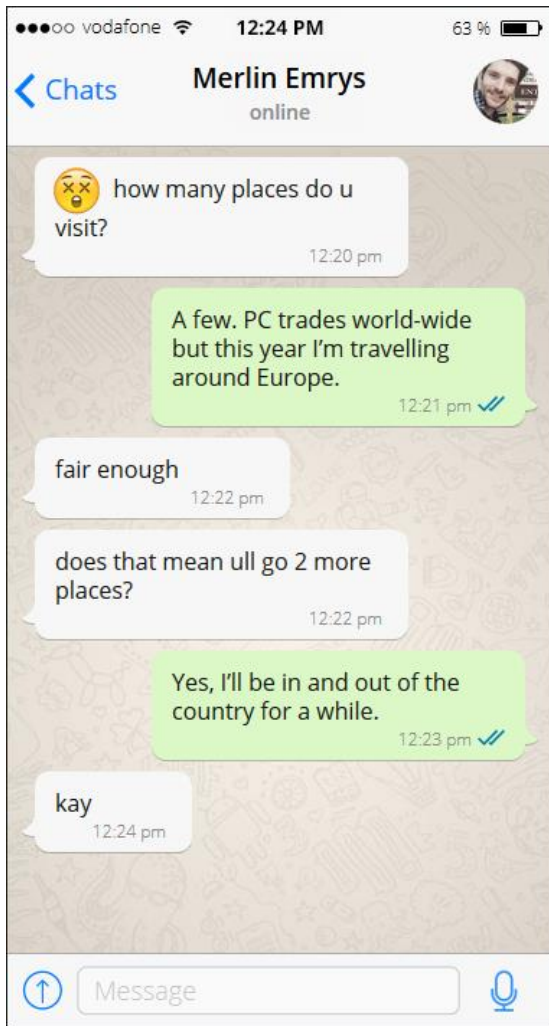 vodafone 12:24 PM 63 %
Chats Merlin Emrys
online
how many places do u
visit?
12:20 pm
A few. PC trades world-wide
but this year I'm travelling
around Europe.
12:21 pm
fair enough
12:22 pm
does that mean ull go 2 more
places?
12:22 pm
Yes, I'll be in and out of the
country for a while.
12:23 pm
kay
12:24 pm
Message